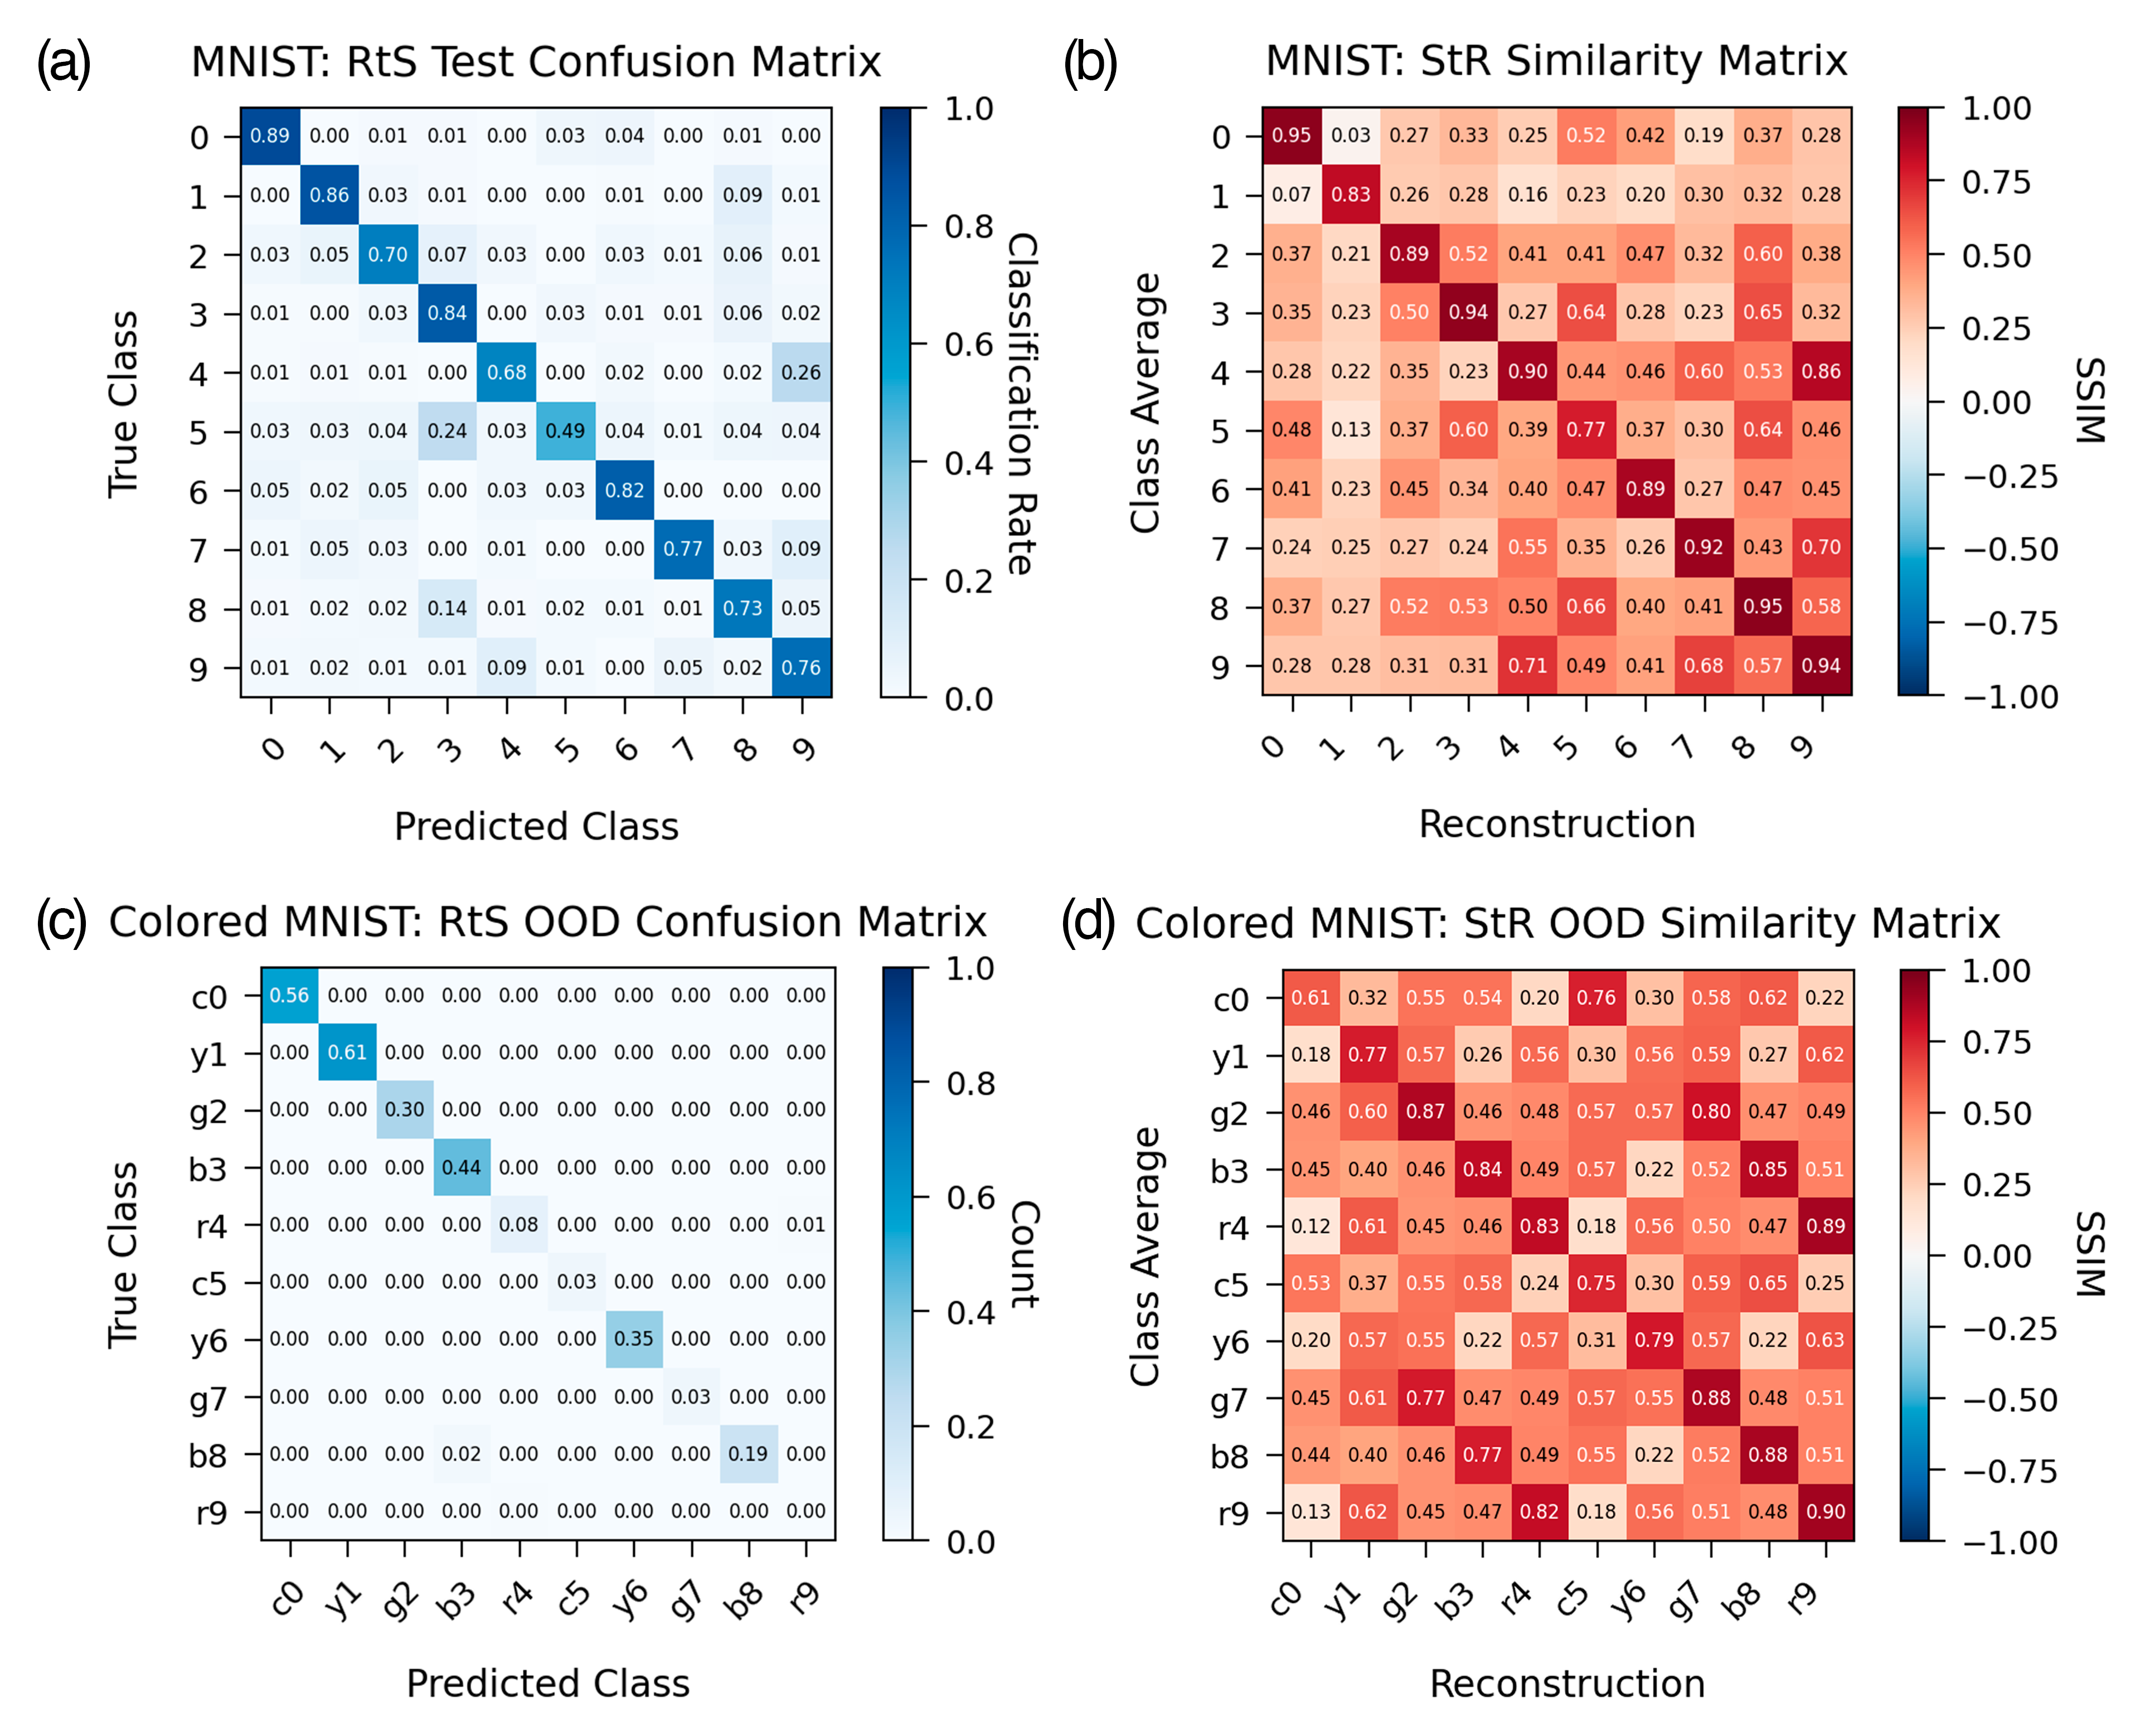 (a) MNIST: RtS Test Confusion Matrix
True Class
0 0.89 0.00 0.01 0.01 0.00 0.03 0.04 0.00 0.01 0.00
1 0.00 0.86 0.03 0.01 0.00 0.00 0.01 0.00 0.09 0.01
2 0.03 0.05 0.70 0.07 0.03 0.00 0.03 0.01 0.06 0.01
3 0.01 0.00 0.03 0.84 0.00 0.03 0.01 0.01 0.06 0.02
4 0.01 0.01 0.01 0.00 0.68 0.00 0.02 0.00 0.02 0.26
5 0.03 0.03 0.04 0.24 0.03 0.49 0.04 0.01 0.04 0.04
6 0.05 0.02 0.05 0.00 0.03 0.03 0.82 0.00 0.00 0.00
7 0.01 0.05 0.03 0.00 0.01 0.00 0.00 0.77 0.03 0.09
8 0.01 0.02 0.02 0.14 0.01 0.02 0.01 0.01 0.73 0.05
9 0.01 0.02 0.01 0.01 0.09 0.01 0.00 0.05 0.02 0.76
0 1 2 3 4 5 6 7 8 9
Predicted Class
1.0
0.8
0.6
0.4
0.2
0.0
Classification Rate
(b) MNIST: StR Similarity Matrix
Class Average
0 0.95 0.03 0.27 0.33 0.25 0.52 0.42 0.19 0.37 0.28
1 0.07 0.83 0.26 0.28 0.16 0.23 0.20 0.30 0.32 0.28
2 0.37 0.21 0.89 0.52 0.41 0.41 0.47 0.32 0.60 0.38
3 0.35 0.23 0.50 0.94 0.27 0.64 0.28 0.23 0.65 0.32
4 0.28 0.22 0.35 0.23 0.90 0.44 0.46 0.60 0.53 0.86
5 0.48 0.13 0.37 0.60 0.39 0.77 0.37 0.30 0.64 0.46
6 0.41 0.23 0.45 0.34 0.40 0.47 0.89 0.27 0.47 0.45
7 0.24 0.25 0.27 0.24 0.55 0.35 0.26 0.92 0.43 0.70
8 0.37 0.27 0.52 0.53 0.50 0.66 0.40 0.41 0.95 0.58
9 0.28 0.28 0.31 0.31 0.71 0.49 0.41 0.68 0.57 0.94
0 1 2 3 4 5 6 7 8 9
Reconstruction
1.00
0.75
0.50
0.25
0.00
−0.25
−0.50
−0.75
−1.00
SSIM
(c) Colored MNIST: RtS OOD Confusion Matrix
True Class
c0 0.56 0.00 0.00 0.00 0.00 0.00 0.00 0.00 0.00 0.00
y1 0.00 0.61 0.00 0.00 0.00 0.00 0.00 0.00 0.00 0.00
g2 0.00 0.00 0.30 0.00 0.00 0.00 0.00 0.00 0.00 0.00
b3 0.00 0.00 0.00 0.44 0.00 0.00 0.00 0.00 0.00 0.00
r4 0.00 0.00 0.00 0.00 0.08 0.00 0.00 0.00 0.00 0.01
c5 0.00 0.00 0.00 0.00 0.00 0.03 0.00 0.00 0.00 0.00
y6 0.00 0.00 0.00 0.00 0.00 0.00 0.35 0.00 0.00 0.00
g7 0.00 0.00 0.00 0.00 0.00 0.00 0.00 0.03 0.00 0.00
b8 0.00 0.00 0.00 0.02 0.00 0.00 0.00 0.00 0.19 0.00
r9 0.00 0.00 0.00 0.00 0.00 0.00 0.00 0.00 0.00 0.00
c0 y1 g2 b3 r4 c5 y6 g7 b8 r9
Predicted Class
1.0
0.8
0.6
0.4
0.2
0.0
Count
(d) Colored MNIST: StR OOD Similarity Matrix
Class Average
c0 0.61 0.32 0.55 0.54 0.20 0.76 0.30 0.58 0.62 0.22
y1 0.18 0.77 0.57 0.26 0.56 0.30 0.56 0.59 0.27 0.62
g2 0.46 0.60 0.87 0.46 0.48 0.57 0.57 0.80 0.47 0.49
b3 0.45 0.40 0.46 0.84 0.49 0.57 0.22 0.52 0.85 0.51
r4 0.12 0.61 0.45 0.46 0.83 0.18 0.56 0.50 0.47 0.89
c5 0.53 0.37 0.55 0.58 0.24 0.75 0.30 0.59 0.65 0.25
y6 0.20 0.57 0.55 0.22 0.57 0.31 0.79 0.57 0.22 0.63
g7 0.45 0.61 0.77 0.47 0.49 0.57 0.55 0.88 0.48 0.51
b8 0.44 0.40 0.46 0.77 0.49 0.55 0.22 0.52 0.88 0.51
r9 0.13 0.62 0.45 0.47 0.82 0.18 0.56 0.51 0.48 0.90
c0 y1 g2 b3 r4 c5 y6 g7 b8 r9
Reconstruction
1.00
0.75
0.50
0.25
0.00
−0.25
−0.50
−0.75
−1.00
SSIM